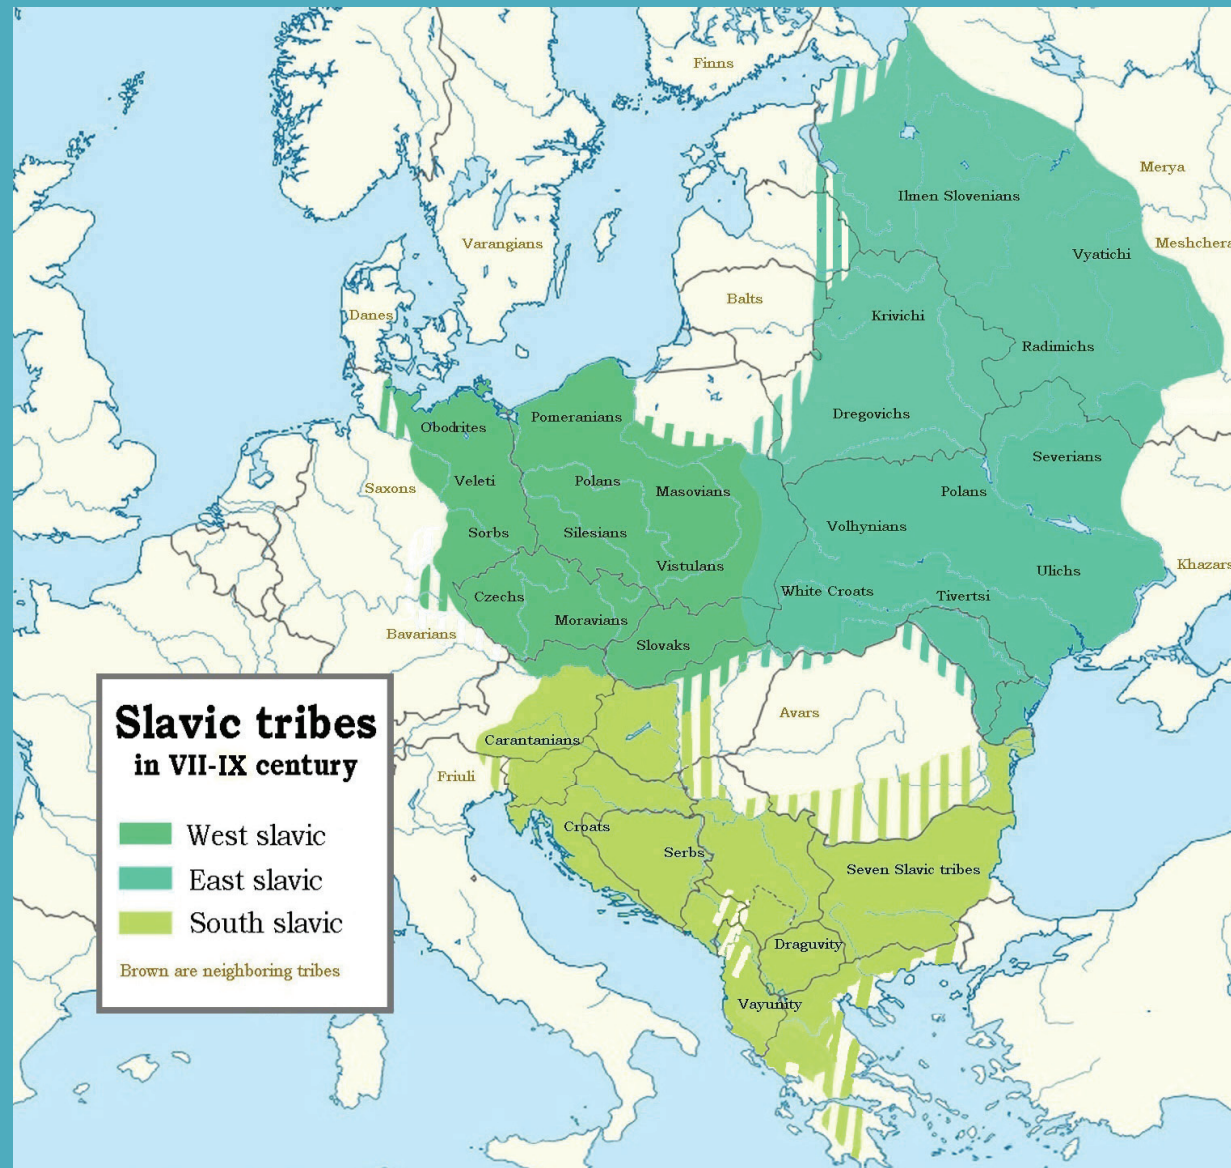 Finns
Merya
Ilmen Slovenians
Varangians
Meshchera
Vyatichi
Balts
Danes
Krivichi
Radimichs
Dregovichs
Pomeranians
Obodrites
Severians
Veleti
Polans
Saxons
Masovians
Polans
Volhynians
Sorbs
Silesians
Vistulans
Khazars
Ulichs
White Croats
Tivertsi
Czechs
Moravians
Bavarians
Slovaks
Avars
Carantanians
Friuli
Croats
Serbs
Seven Slavic tribes
Draguvity
Vayunity
Slavic tribes
in VII-IX century
West slavic
East slavic
South slavic
Brown are neighboring tribes